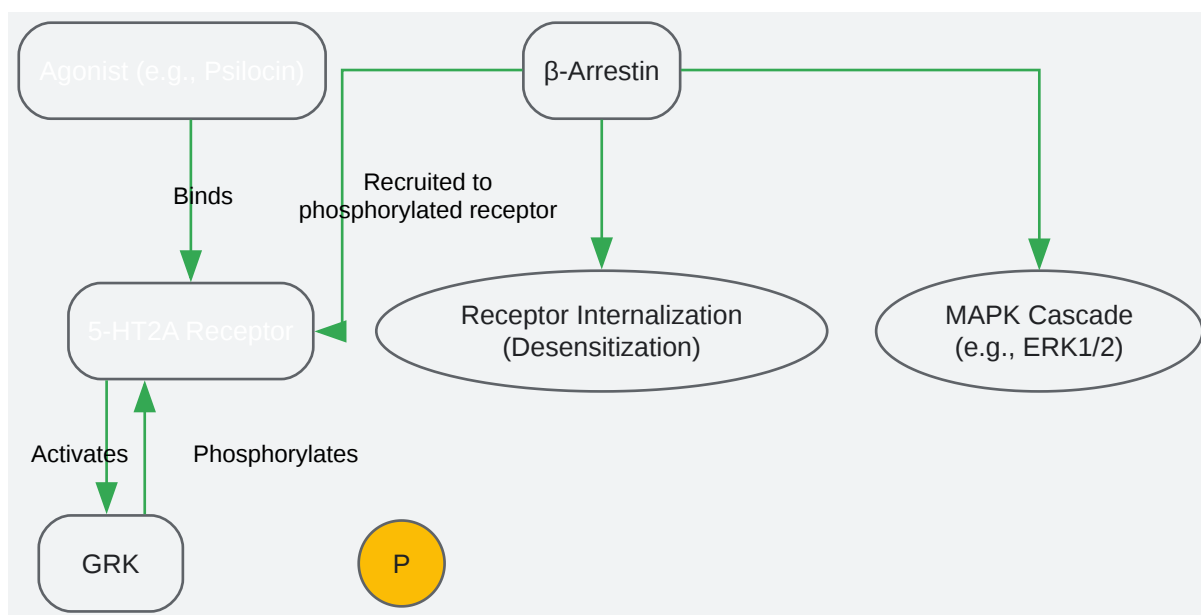 Agonist (e.g., Psilocin)
β-Arrestin
Binds
Recruited to
phosphorylated receptor
5-HT2A Receptor
Receptor Internalization
(Desensitization)
MAPK Cascade
(e.g., ERK1/2)
Activates
Phosphorylates
GRK
P